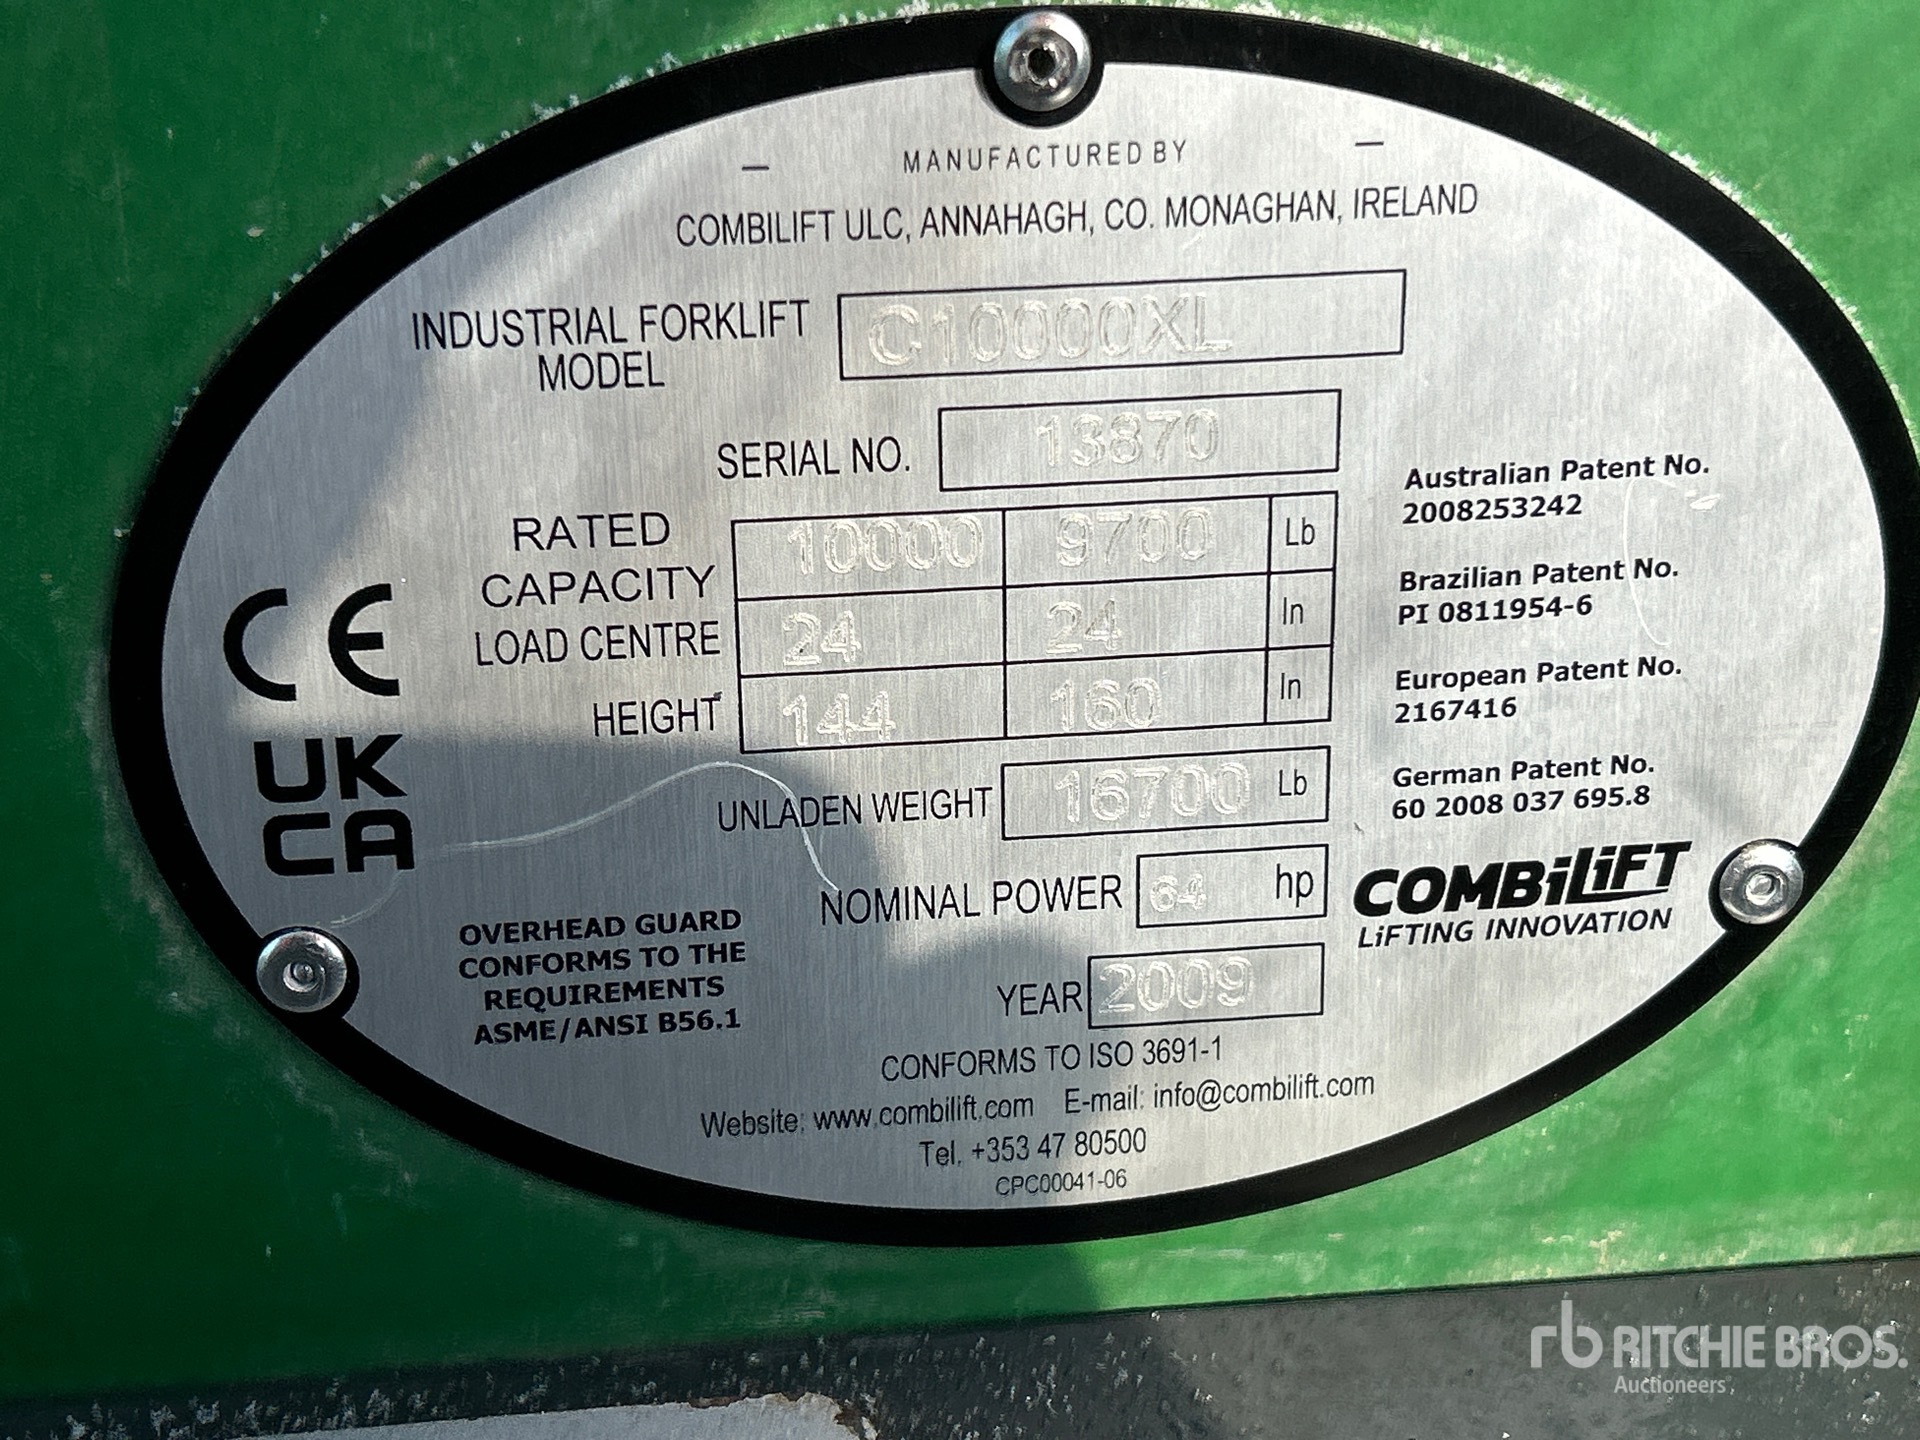 MANUFACTURED BY
COMBILIFT ULC, ANNAHAGH, CO. MONAGHAN, IRELAND
INDUSTRIAL FORKLIFT MODEL C10000XL
SERIAL NO. 13870
RATED CAPACITY 10000 9700 Lb
LOAD CENTRE 24 24 In
HEIGHT 144 160 In
UNLADEN WEIGHT 16700 Lb
NOMINAL POWER 64 hp
YEAR 2009
CE
UK
CA
OVERHEAD GUARD
CONFORMS TO THE
REQUIREMENTS
ASME/ANSI B56.1
Australian Patent No.
2008253242
Brazilian Patent No.
PI 0811954-6
European Patent No.
2167416
German Patent No.
60 2008 037 695.8
COMBiLiFT
LiFTING INNOVATION
CONFORMS TO ISO 3691-1
Website: www.combilift.com E-mail: info@combilift.com
Tel. +353 47 80500
CPC00041-06
rb RITCHIE BROS.
Auctioneers